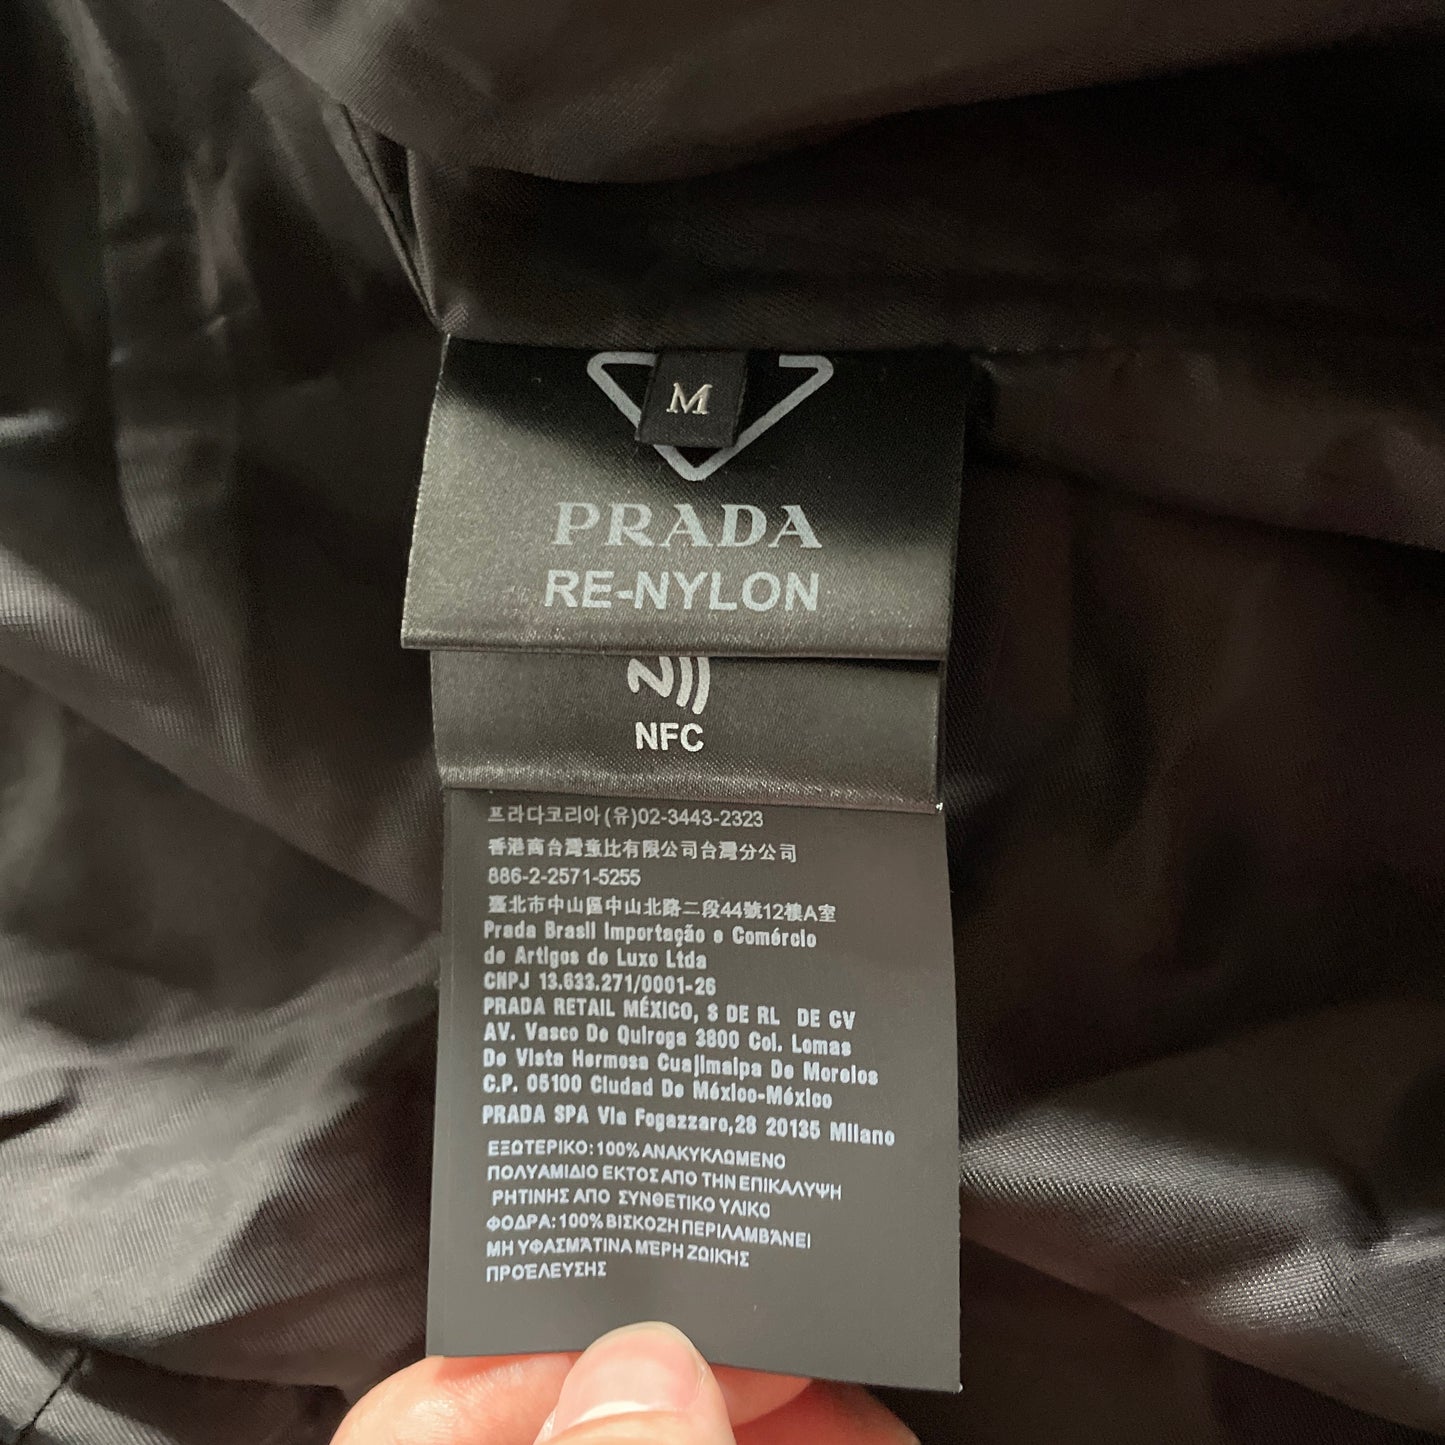 M
PRADA
RE-NYLON
NFC
프라다코리아(유)02-3443-2323
香港商台灣童比有限公司台灣分公司
886-2-2571-5255
臺北市中山區中山北路二段44號12樓A室
Prada Brasil Importação e Comércio
de Artigos de Luxo Ltda
CNPJ 13.633.271/0001-26
PRADA RETAIL MÉXICO, S DE RL DE CV
AV. Vasco De Quiroga 3800 Col. Lomas
De Vista Hermosa Cuajimalpa De Morelos
C.P. 05100 Ciudad De México-México
PRADA SPA Via Fogazzaro,28 20135 Milano
ΕΞΩΤΕΡΙΚΟ:100%ΑΝΑΚΥΚΛΩΜΕΝΟ
ΠΟΛΥΑΜΙΔΙΟ ΕΚΤΟΣ ΑΠΟ ΤΗΝ ΕΠΙΚΑΛΥΨΗ
ΡΗΤΙΝΗΣ ΑΠΟ ΣΥΝΘΕΤΙΚΟ ΥΛΙΚΟ
ΦΟΔΡΑ:100%ΒΙΣΚΟΖΗ ΠΕΡΙΛΑΜΒΆΝΕΙ
ΜΗ ΥΦΑΣΜΆΤΙΝΑ ΜΈΡΗ ΖΩΙΚΉΣ
ΠΡΟΈΛΕΥΣΗΣ